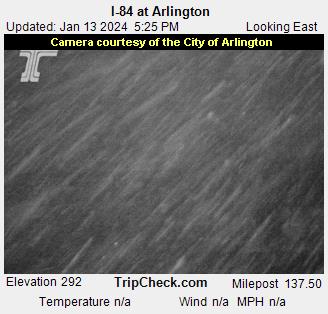 I-84 at Arlington
Updated: Jan 13 2024 5:25 PM Looking East
Camera courtesy of the City of Arlington
Elevation 292 TripCheck.com Milepost 137.50
Temperature n/a Wind n/a MPH n/a